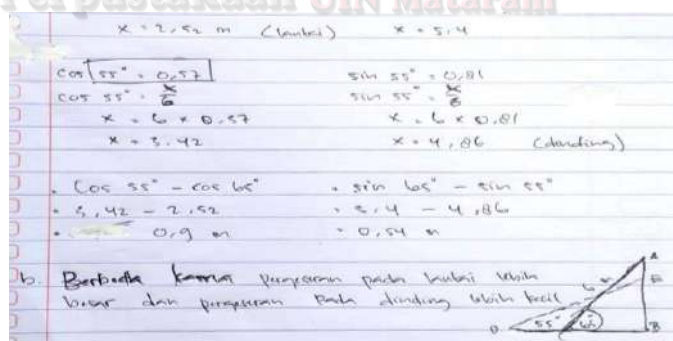 Perpustakaan UIN Mataram
x = 2,52 m (lantai) x = 5,4
cos 55° = 0,57 sin 55° = 0,81
cos 55° = x/6 sin 55° = x/6
x = 6 x 0,57 x = 6 x 0.81
x = 3.42 x = 4,86 (dinding)
. Cos 55° - cos 65° . sin 65° - sin 55°
. 3,42 - 2,52 . 5,4 - 4,86
. 0,9 m = 0,54 m
b. Berbeda karna pergeseran pada lantai lebih
besar dan pergeseran pada dinding lebih kecil
A
6 m E
D 55° 65° B